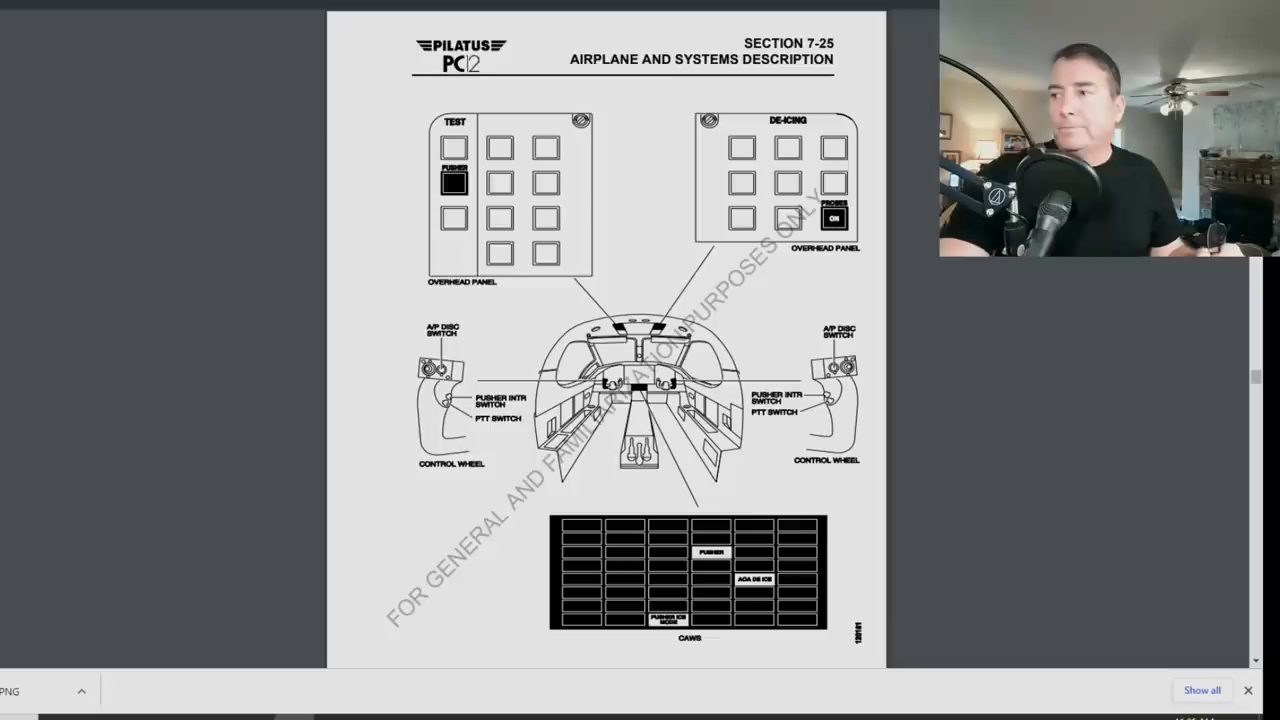 PILATUS
PC12
SECTION 7-25
AIRPLANE AND SYSTEMS DESCRIPTION
TEST
PUSHER
OVERHEAD PANEL
DE-ICING
PROBES
ON
OVERHEAD PANEL
A/P DISC
SWITCH
PUSHER INTR
SWITCH
PTT SWITCH
CONTROL WHEEL
A/P DISC
SWITCH
PUSHER INTR
SWITCH
PTT SWITCH
CONTROL WHEEL
FOR GENERAL AND FAMILIARIZATION PURPOSES ONLY
PUSHER
AOA DE ICE
PUSHER ICE
MODE
CAWS
120181
PNG
Show all